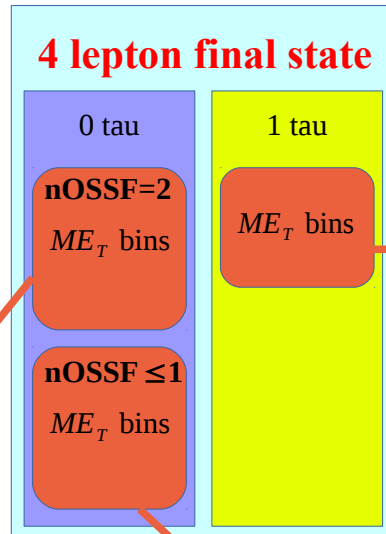 4 lepton final state
0 tau
nOSSF=2
ME_T bins
nOSSF ≤1
ME_T bins
1 tau
ME_T bins